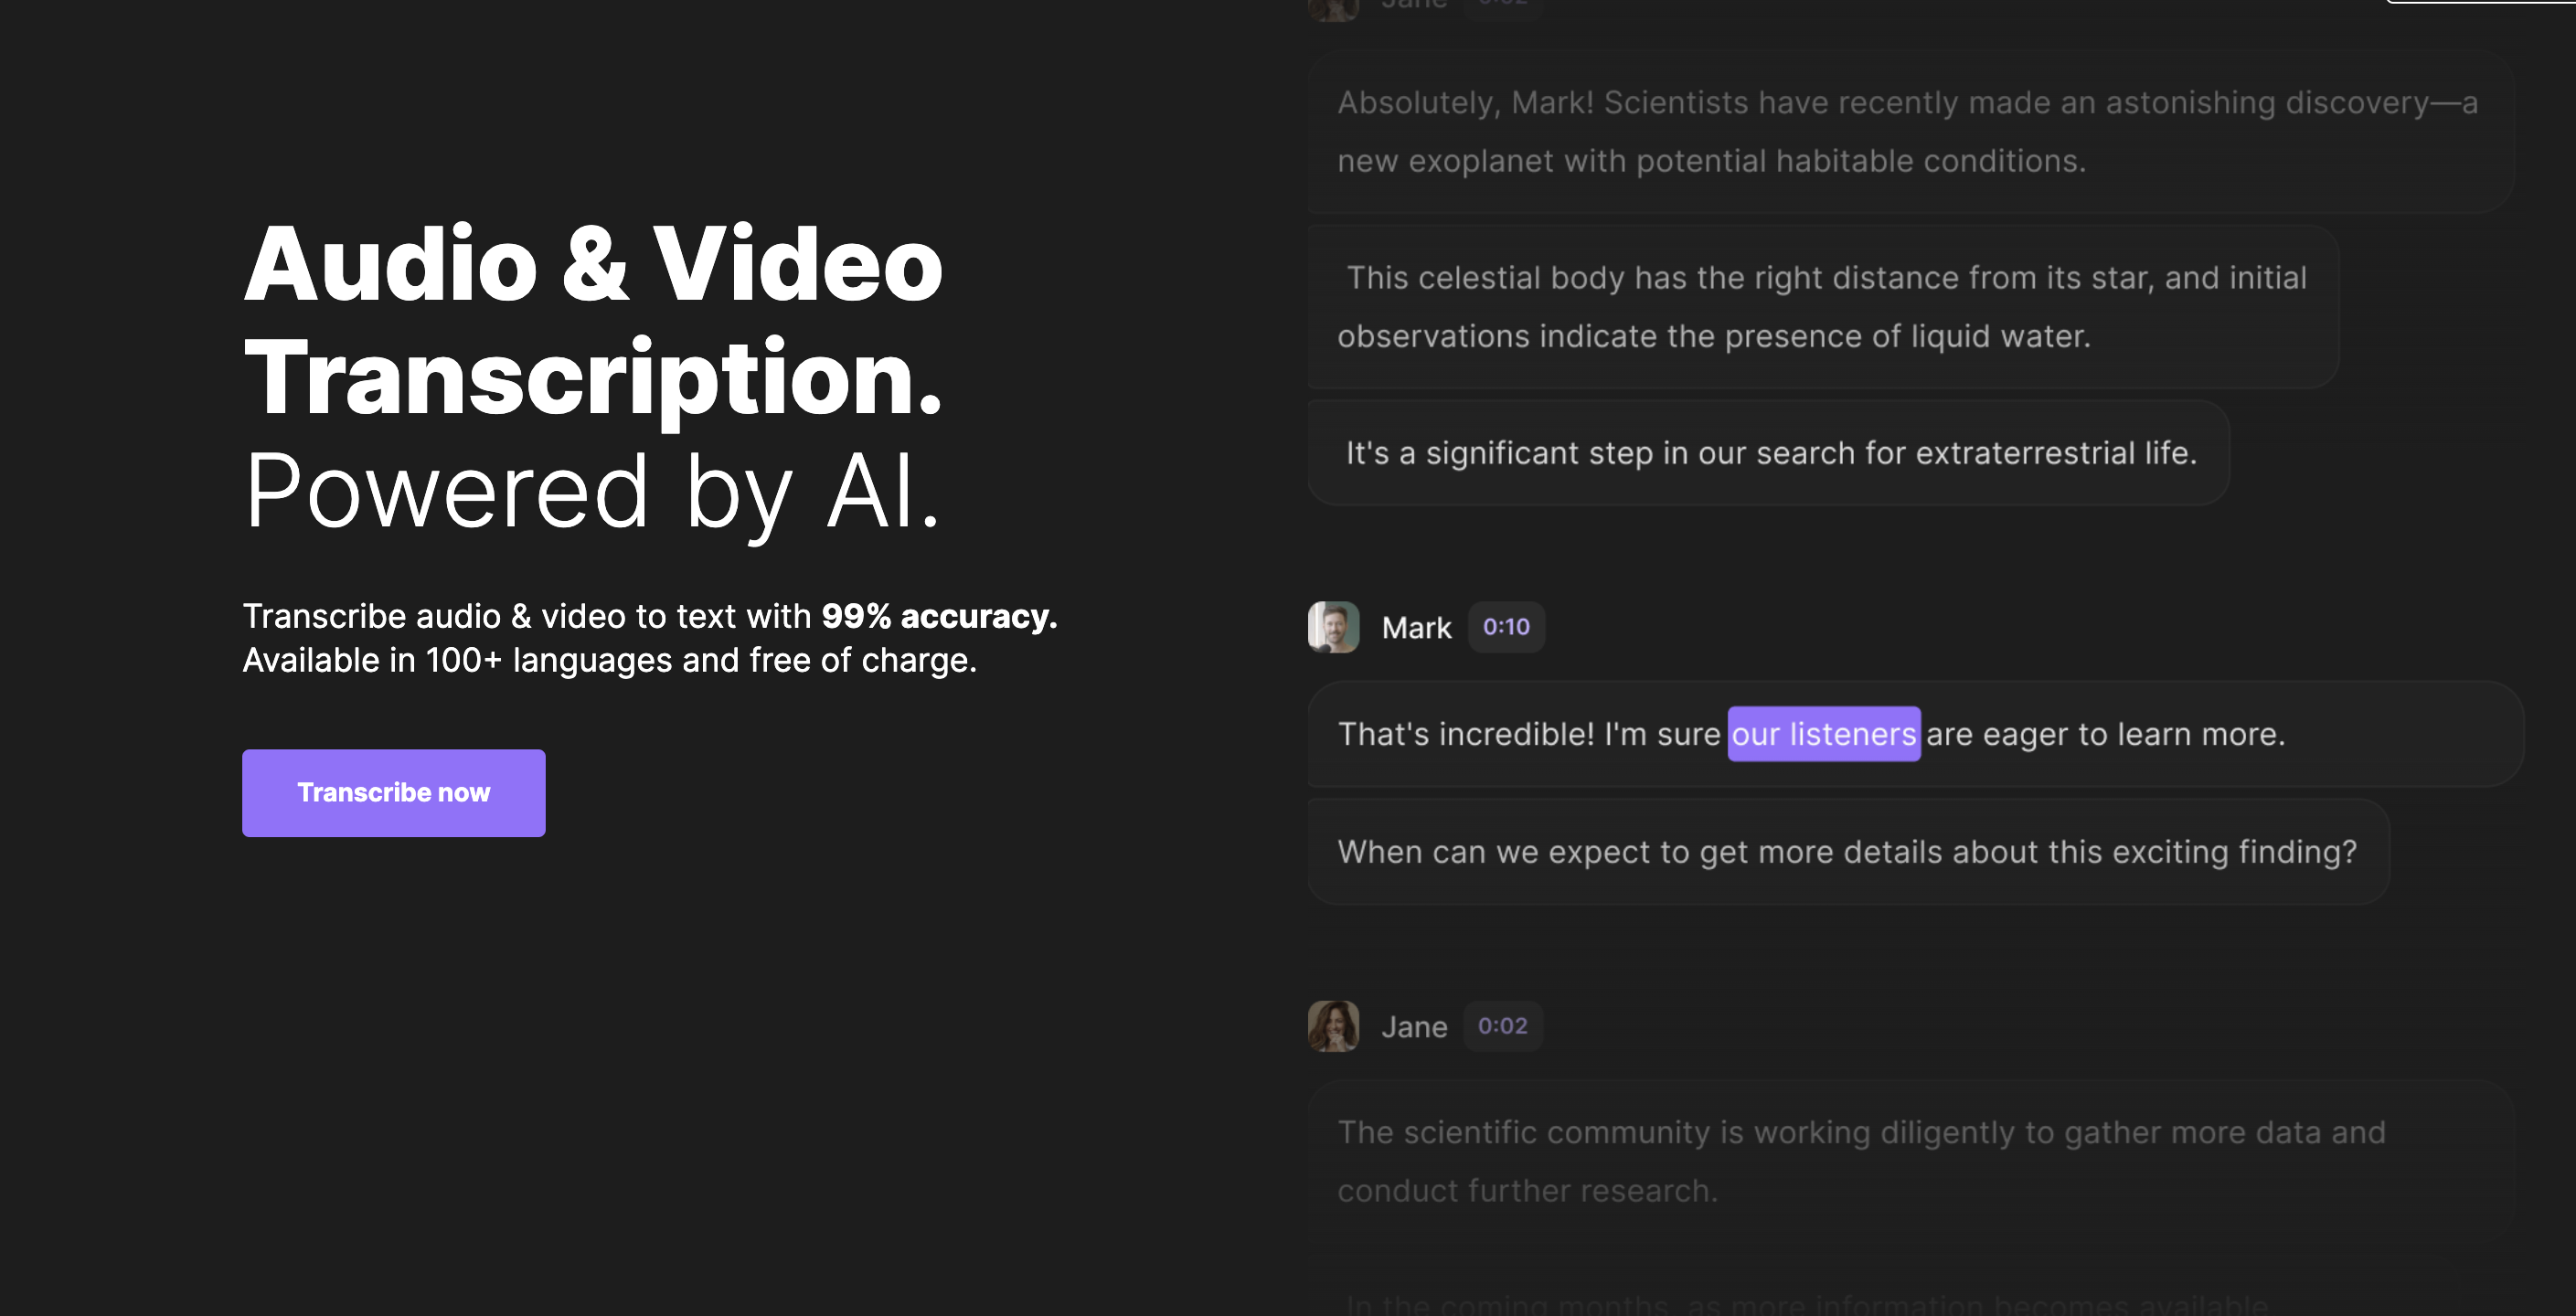 Audio & Video
Transcription.
Powered by AI.
Transcribe audio & video to text with 99% accuracy.
Available in 100+ languages and free of charge.
Transcribe now
Jane 0:02
Absolutely, Mark! Scientists have recently made an astonishing discovery—a
new exoplanet with potential habitable conditions.
This celestial body has the right distance from its star, and initial
observations indicate the presence of liquid water.
It's a significant step in our search for extraterrestrial life.
Mark 0:10
That's incredible! I'm sure our listeners are eager to learn more.
When can we expect to get more details about this exciting finding?
Jane 0:02
The scientific community is working diligently to gather more data and
conduct further research.
In the coming months, as more information becomes available,